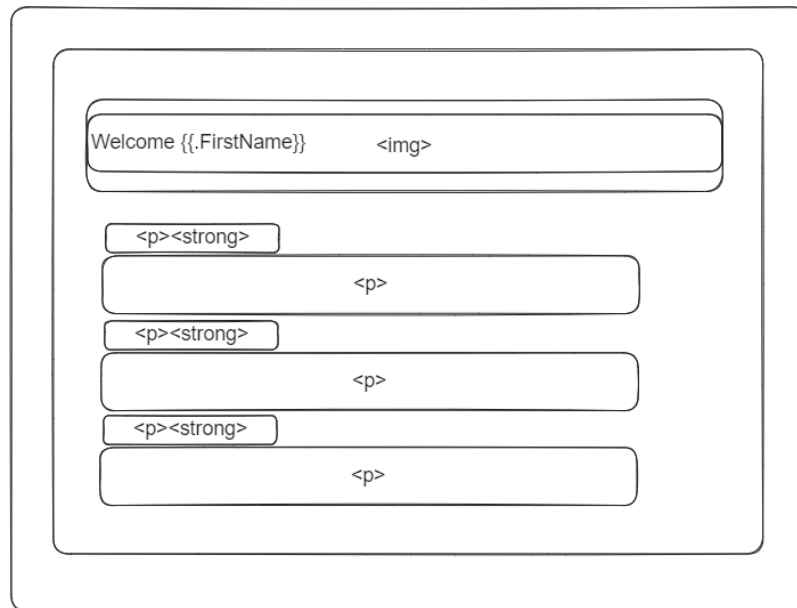 Welcome {{.FirstName}} <img>
<p><strong>
<p>
<p><strong>
<p>
<p><strong>
<p>